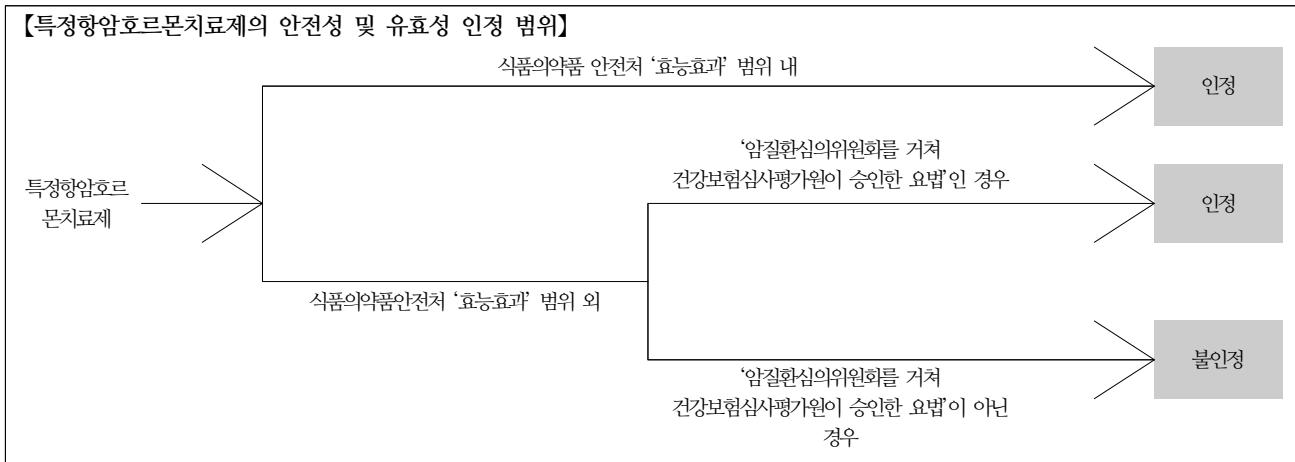 【특정항암호르몬치료제의 안전성 및 유효성 인정 범위】
식품의약품 안전처 ‘효능효과’ 범위 내
인정
‘암질환심의위원회를 거쳐
건강보험심사평가원이 승인한 요법’인 경우
특정항암호르
몬치료제
인정
식품의약품안전처 ‘효능효과’ 범위 외
불인정
‘암질환심의위원회를 거쳐
건강보험심사평가원이 승인한 요법’이 아닌
경우